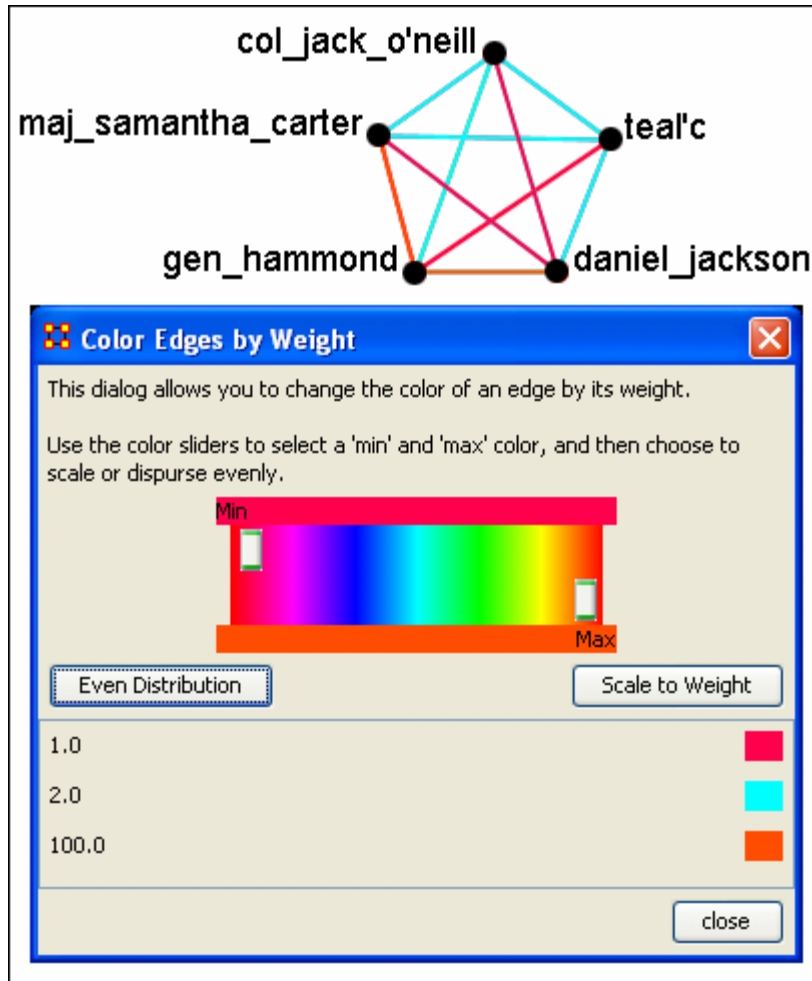 col_jack_o'neill
maj_samantha_carter
teal'c
gen_hammond
daniel_jackson
Color Edges by Weight
This dialog allows you to change the color of an edge by its weight.
Use the color sliders to select a 'min' and 'max' color, and then choose to
scale or dispurse evenly.
Min
Max
Even Distribution
Scale to Weight
1.0
2.0
100.0
close